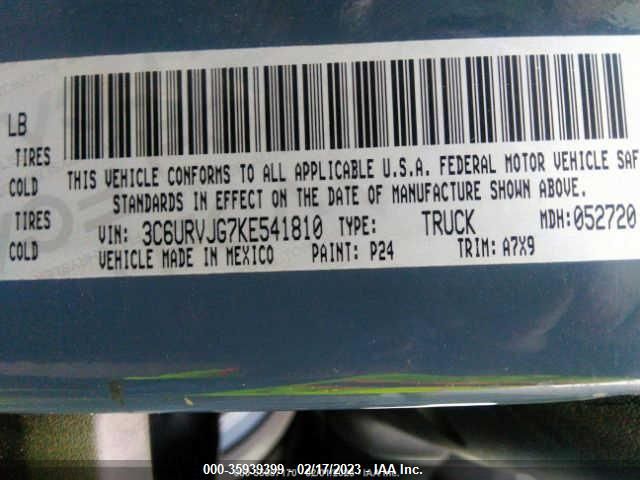 LB
TIRES
COLD
TIRES
COLD
THIS VEHICLE CONFORMS TO ALL APPLICABLE U.S.A. FEDERAL MOTOR VEHICLE SAF
STANDARDS IN EFFECT ON THE DATE OF MANUFACTURE SHOWN ABOVE.
VIN: 3C6URVJG7KE541810 TYPE: TRUCK MDH:052720
VEHICLE MADE IN MEXICO PAINT: P24 TRIM: A7X9
000-35939399 - 02/17/2023 - IAA Inc.